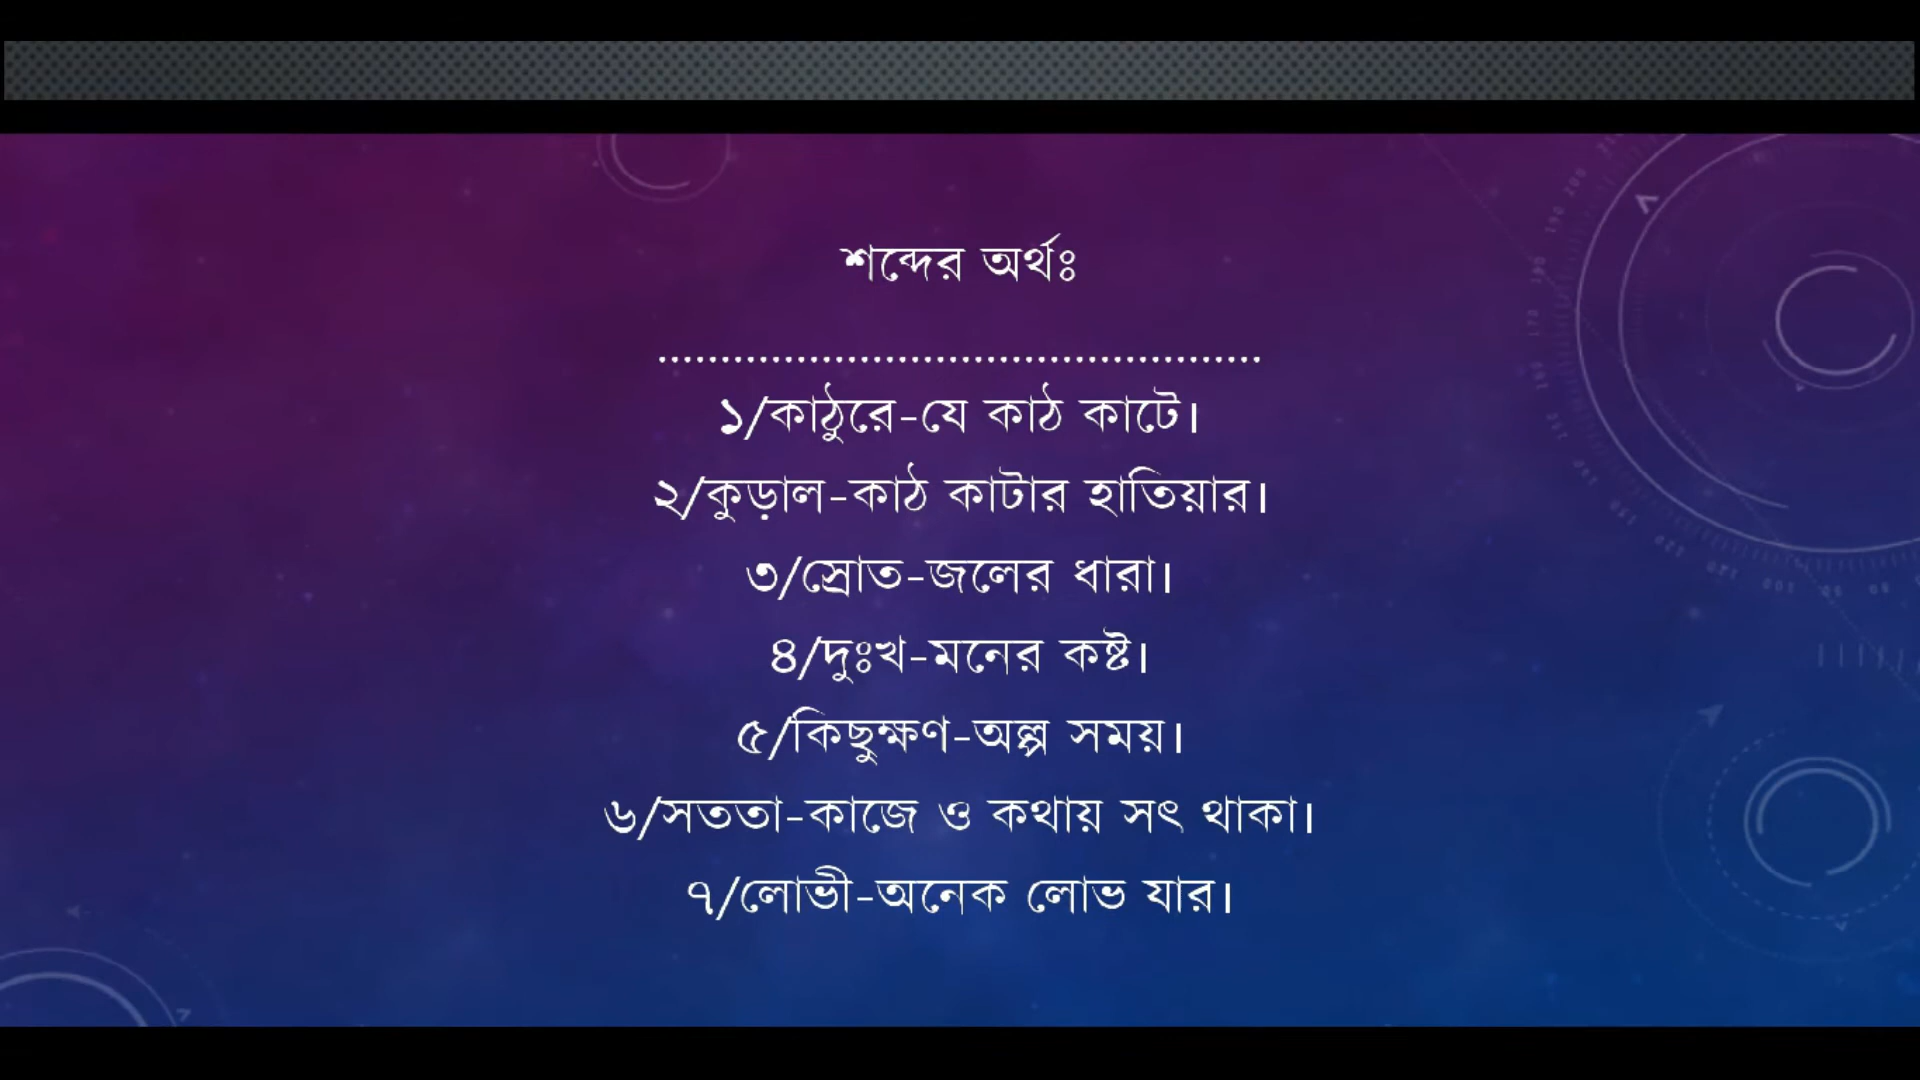 শব্দের অর্থঃ
................................................
১/কাঠুরে-যে কাঠ কাটে।
২/কুড়াল-কাঠ কাটার হাতিয়ার।
৩/স্রোত-জলের ধারা।
৪/দুঃখ-মনের কষ্ট।
৫/কিছুক্ষণ-অল্প সময়।
৬/সততা-কাজে ও কথায় সৎ থাকা।
৭/লোভী-অনেক লোভ যার।